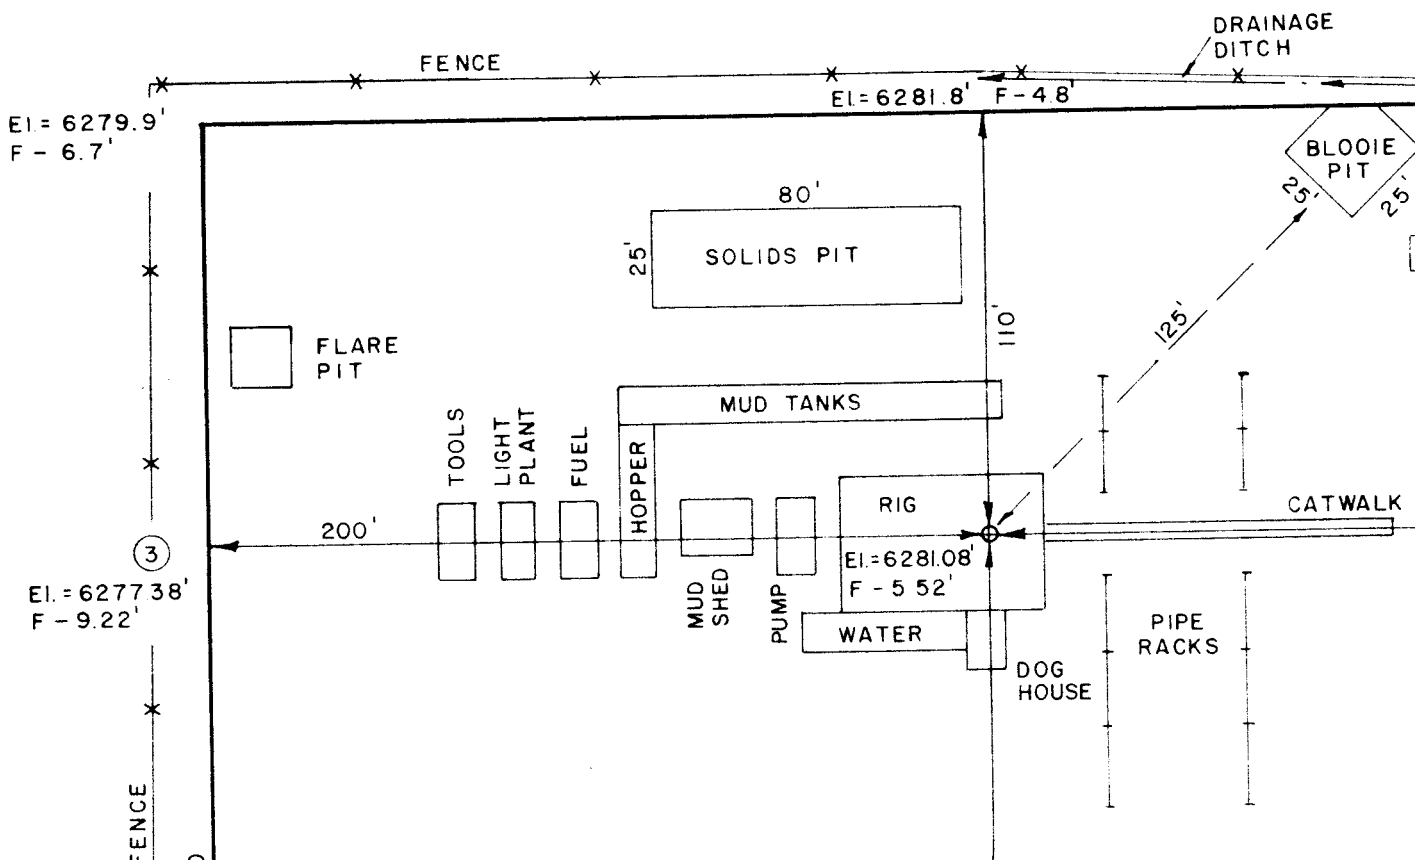 DRAINAGE
DITCH
FENCE
El.=6281.8' F-4.8'
El.= 6279.9'
F- 6.7'
BLOOIE
PIT
25'
25'
80'
25'
SOLIDS PIT
110'
125'
FLARE
PIT
MUD TANKS
TOOLS
LIGHT
PLANT
FUEL
HOPPER
RIG
CATWALK
200'
3
El.=6281.08'
F-5 52'
El.=6277.38'
F-9.22'
MUD
SHED
PUMP
WATER
PIPE
RACKS
DOG
HOUSE
FENCE